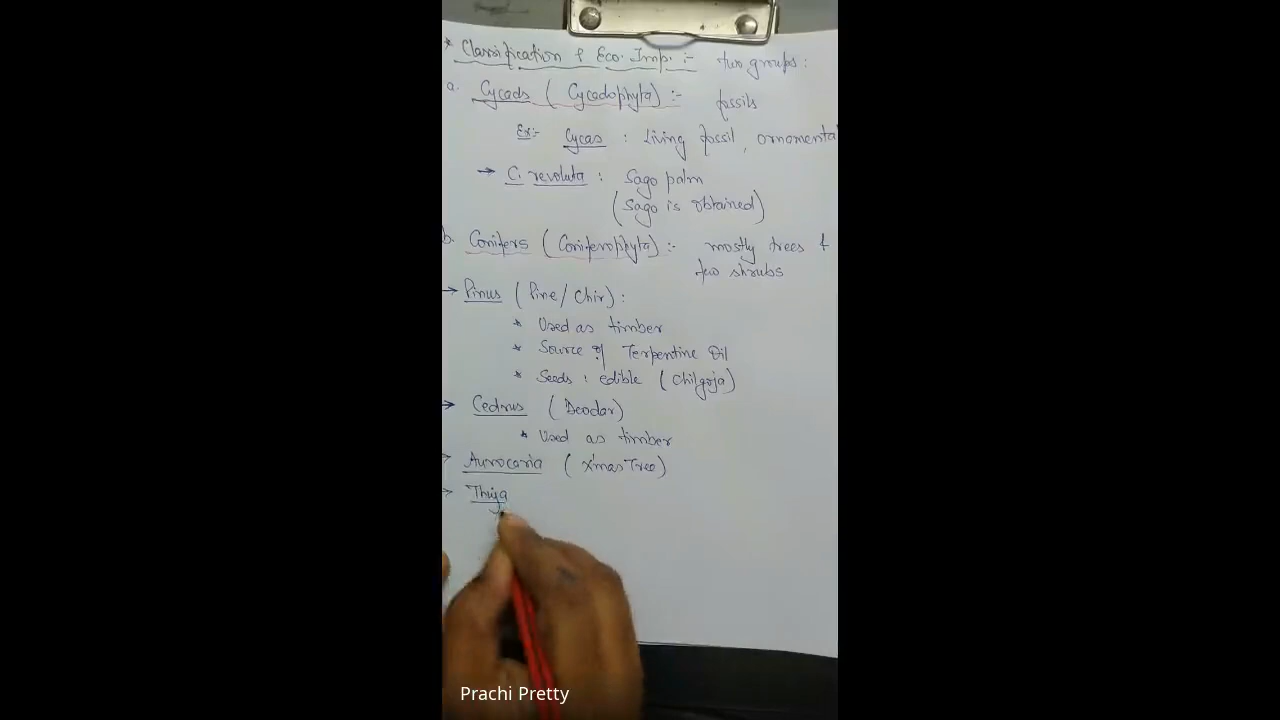 * Classification & Eco. Imp. :- two groups :
a. Cycads ( Cycadophyta) :- fossils
Ex:- Cycas : Living fossil, ornamental
→ C. revoluta : Sago palm
(Sago is obtained)
b. Conifers ( Coniferophyta) :- mostly trees &
few shrubs
→ Pinus ( Pine / Chir) :
* Used as timber
* Source of Terpentine Oil
* Seeds : edible ( Chilgoja)
→ Cedrus ( Deodar)
* Used as timber
→ Aurocaria ( X'mas Tree)
→ Thuja
Prachi Pretty